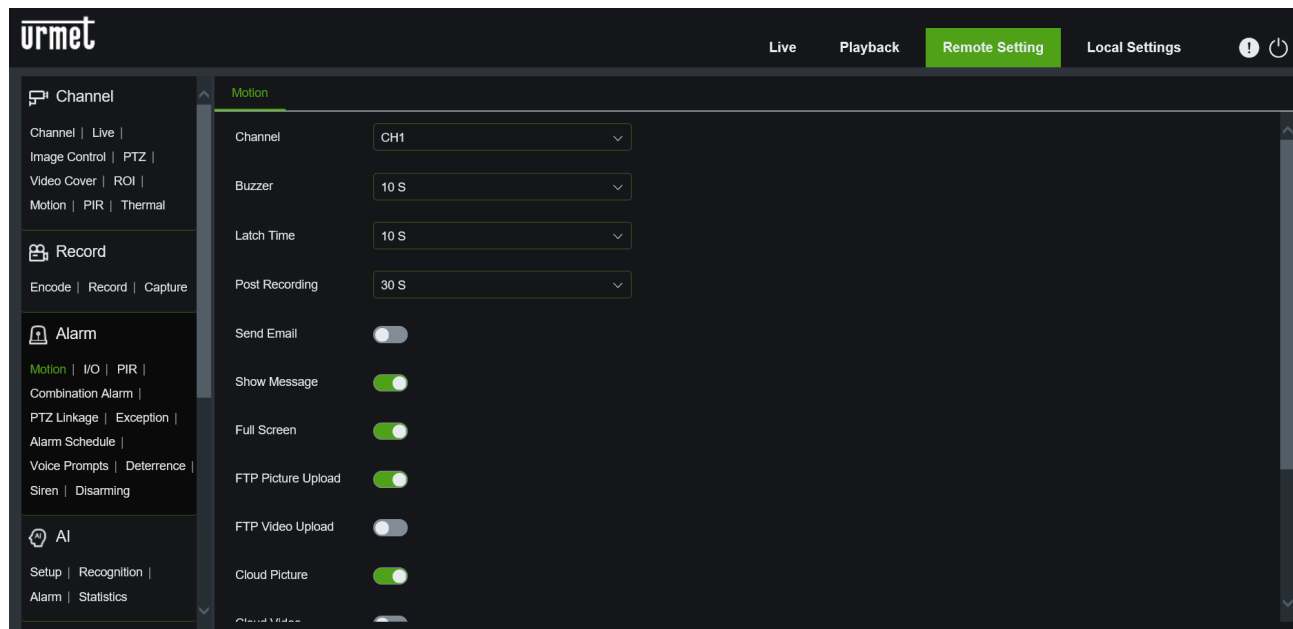 urmet
Live Playback Remote Setting Local Settings
Channel
Channel | Live |
Image Control | PTZ |
Video Cover | ROI |
Motion | PIR | Thermal
Record
Encode | Record | Capture
Alarm
Motion | I/O | PIR |
Combination Alarm |
PTZ Linkage | Exception |
Alarm Schedule |
Voice Prompts | Deterrence |
Siren | Disarming
AI
AI
Setup | Recognition |
Alarm | Statistics
Motion
Channel CH1
Buzzer 10 S
Latch Time 10 S
Post Recording 30 S
Send Email
Show Message
Full Screen
FTP Picture Upload
FTP Video Upload
Cloud Picture
Cloud Video